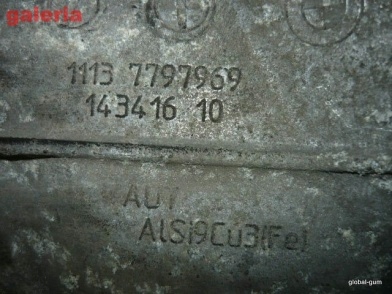 galeria
1113 7797969
143416 10
AUT
AlSi9Cu3(Fe)
global-gum